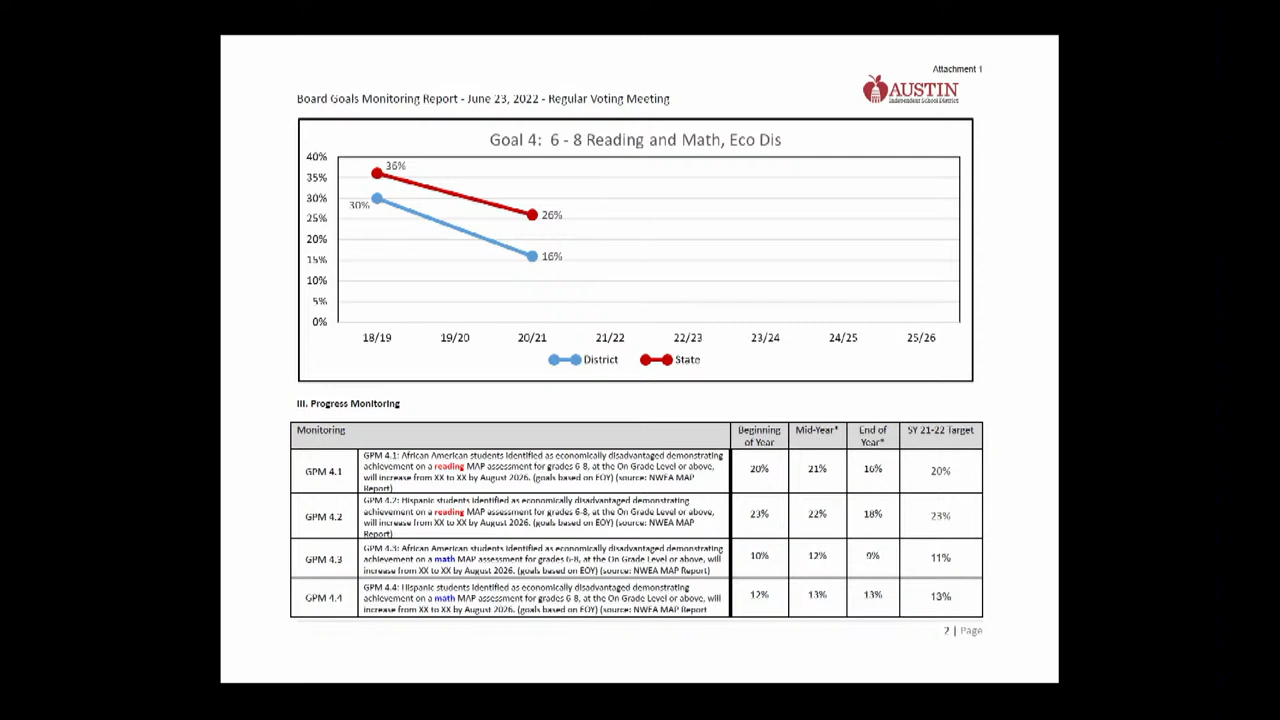 Attachment 1
AUSTIN
Independent School District
Board Goals Monitoring Report - June 23, 2022 - Regular Voting Meeting
Goal 4: 6 - 8 Reading and Math, Eco Dis
40%
35%
30%
25%
20%
15%
10%
5%
0%
36%
30%
26%
16%
18/19 19/20 20/21 21/22 22/23 23/24 24/25 25/26
District State
III. Progress Monitoring
Monitoring Beginning of Year Mid-Year* End of Year* SY 21-22 Target
GPM 4.1 GPM 4.1: African American students identified as economically disadvantaged demonstrating
achievement on a reading MAP assessment for grades 6-8, at the On Grade Level or above,
will increase from XX to XX by August 2026. (goals based on EOY) (source: NWEA MAP
Report)
20% 21% 16% 20%
GPM 4.2 GPM 4.2: Hispanic students identified as economically disadvantaged demonstrating
achievement on a reading MAP assessment for grades 6-8, at the On Grade Level or above,
will increase from XX to XX by August 2026. (goals based on EOY) (source: NWEA MAP
Report)
23% 22% 18% 23%
GPM 4.3 GPM 4.3: African American students identified as economically disadvantaged demonstrating
achievement on a math MAP assessment for grades 6-8, at the On Grade Level or above, will
increase from XX to XX by August 2026. (goals based on EOY) (source: NWEA MAP Report)
10% 12% 9% 11%
GPM 4.4 GPM 4.4: Hispanic students identified as economically disadvantaged demonstrating
achievement on a math MAP assessment for grades 6-8, at the On Grade Level or above, will
increase from XX to XX by August 2026. (goals based on EOY) (source: NWEA MAP Report
12% 13% 13% 13%
2 | Page